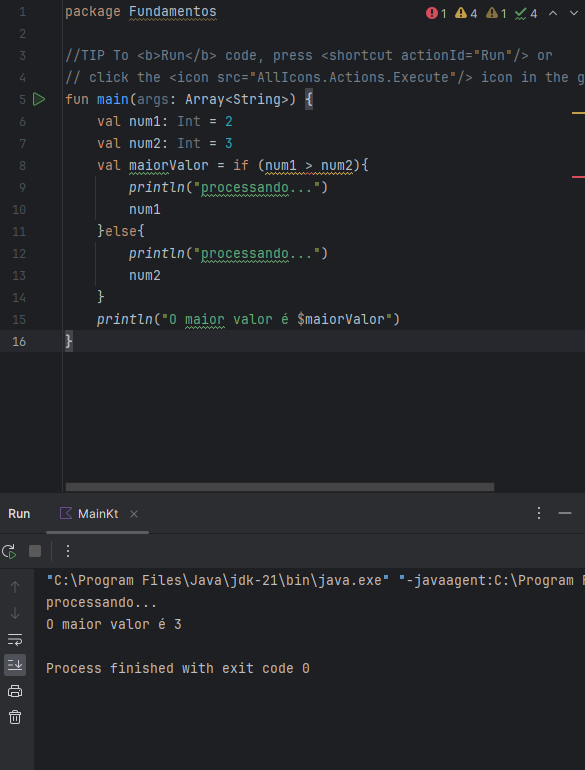 1 package Fundamentos
1 4 1 4
2
3 //TIP To <b>Run</b> code, press <shortcut actionId="Run"/> or
4 // click the <icon src="AllIcons.Actions.Execute"/> icon in the g
5 fun main(args: Array<String>) {
6 val num1: Int = 2
7 val num2: Int = 3
8 val maiorValor = if (num1 > num2){
9 println("processando...")
10 num1
11 }else{
12 println("processando...")
13 num2
14 }
15 println("O maior valor é $maiorValor")
16 }
Run MainKt
"C:\Program Files\Java\jdk-21\bin\java.exe" "-javaagent:C:\Program F
processando...
O maior valor é 3
Process finished with exit code 0